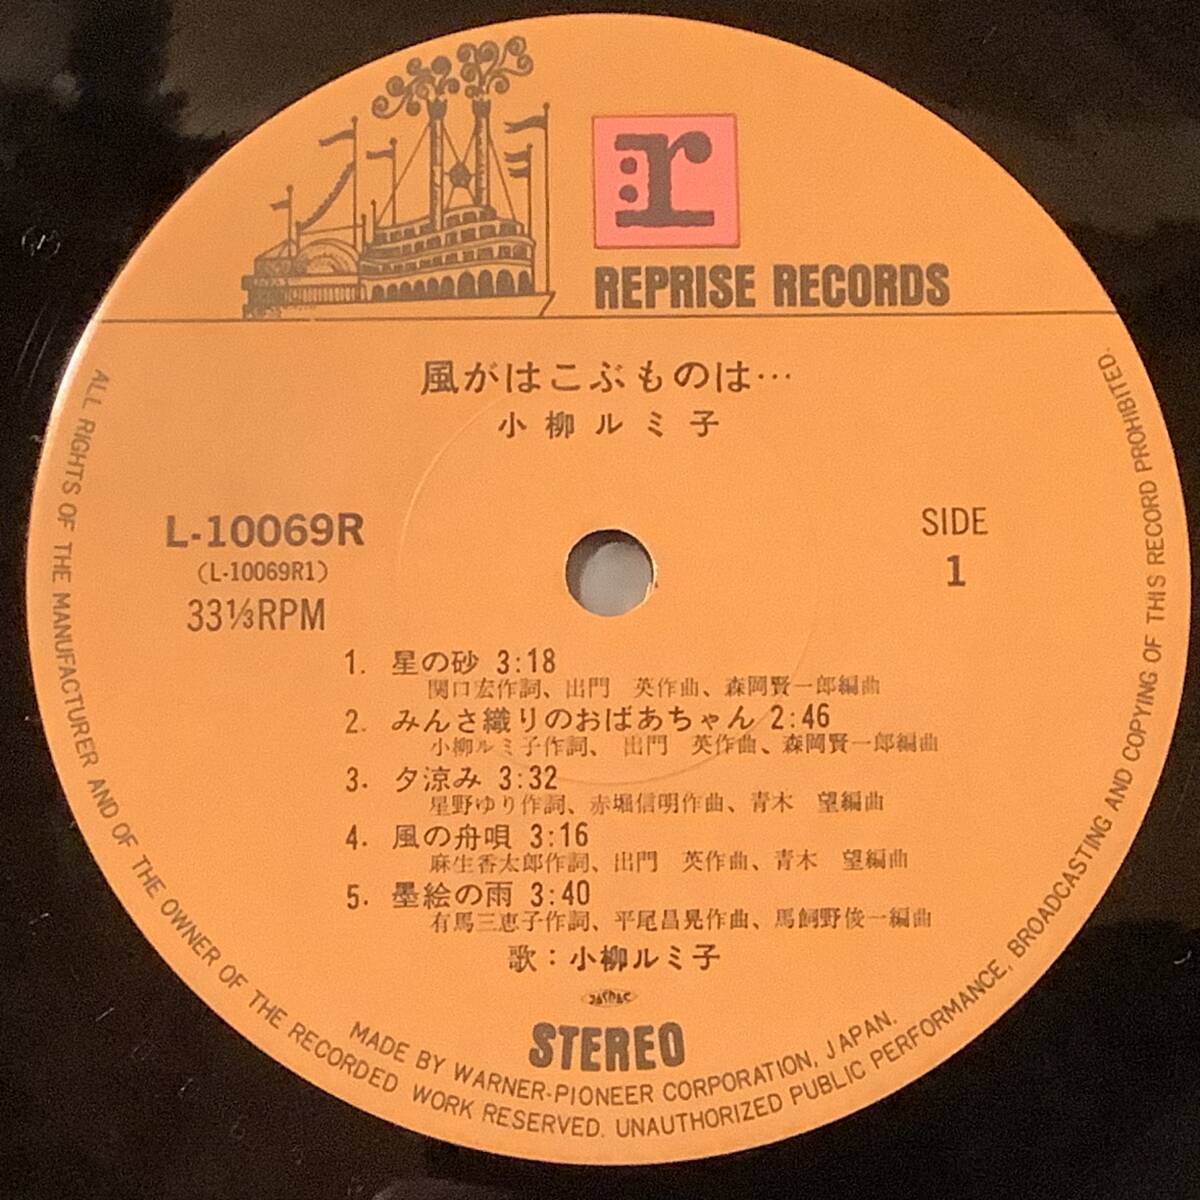 r
REPRISE RECORDS
風がはこぶものは…
小柳ルミ子
L-10069R
(L-10069R1)
33⅓RPM
SIDE
1
1. 星の砂 3:18
関口宏作詞、出門　英作曲、森岡賢一郎編曲
2. みんさ織りのおばあちゃん 2:46
小柳ルミ子作詞、出門　英作曲、森岡賢一郎編曲
3. 夕涼み 3:32
星野ゆり作詞、赤堀信明作曲、青木　望編曲
4. 風の舟唄 3:16
麻生香太郎作詞、出門　英作曲、青木　望編曲
5. 墨絵の雨 3:40
有馬三恵子作詞、平尾昌晃作曲、馬飼野俊一編曲
歌：小柳ルミ子
JASRAC
STEREO
MADE BY WARNER-PIONEER CORPORATION, JAPAN.
ALL RIGHTS OF THE MANUFACTURER AND OF THE OWNER OF THE RECORDED WORK RESERVED. UNAUTHORIZED PUBLIC PERFORMANCE, BROADCASTING AND COPYING OF THIS RECORD PROHIBITED.